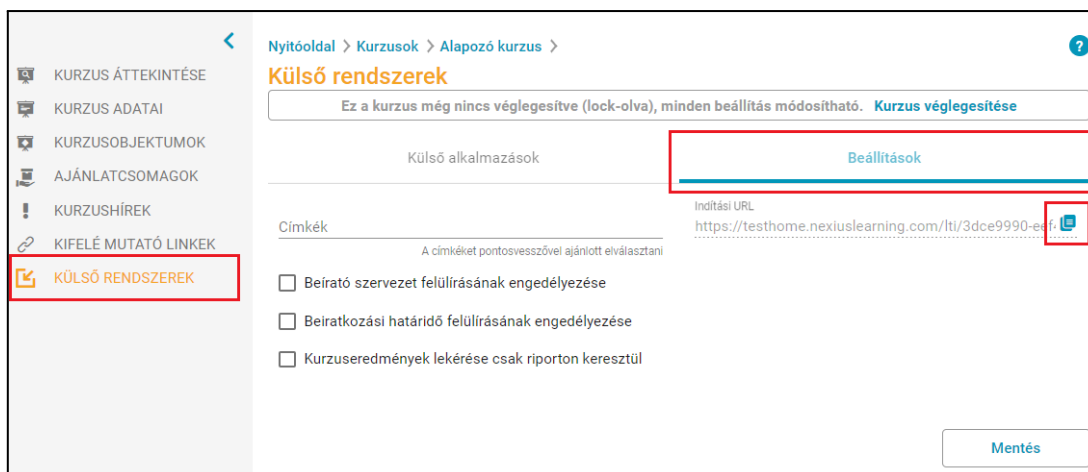 KURZUS ÁTTEKINTÉSE
KURZUS ADATAI
KURZUSOBJEKTUMOK
AJÁNLATCSOMAGOK
KURZUSHÍREK
KIFELÉ MUTATÓ LINKEK
KÜLSŐ RENDSZEREK
Nyitóoldal > Kurzusok > Alapozó kurzus >
?
Külső rendszerek
Ez a kurzus még nincs véglegesítve (lock-olva), minden beállítás módosítható. Kurzus véglegesítése
Külső alkalmazások
Beállítások
Címkék
A címkéket pontosvesszővel ajánlott elválasztani
Indítási URL
https://testhome.nexiuslearning.com/lti/3dce9990-eef4
Beírató szervezet felülírásának engedélyezése
Beiratkozási határidő felülírásának engedélyezése
Kurzuseredmények lekérése csak riporton keresztül
Mentés